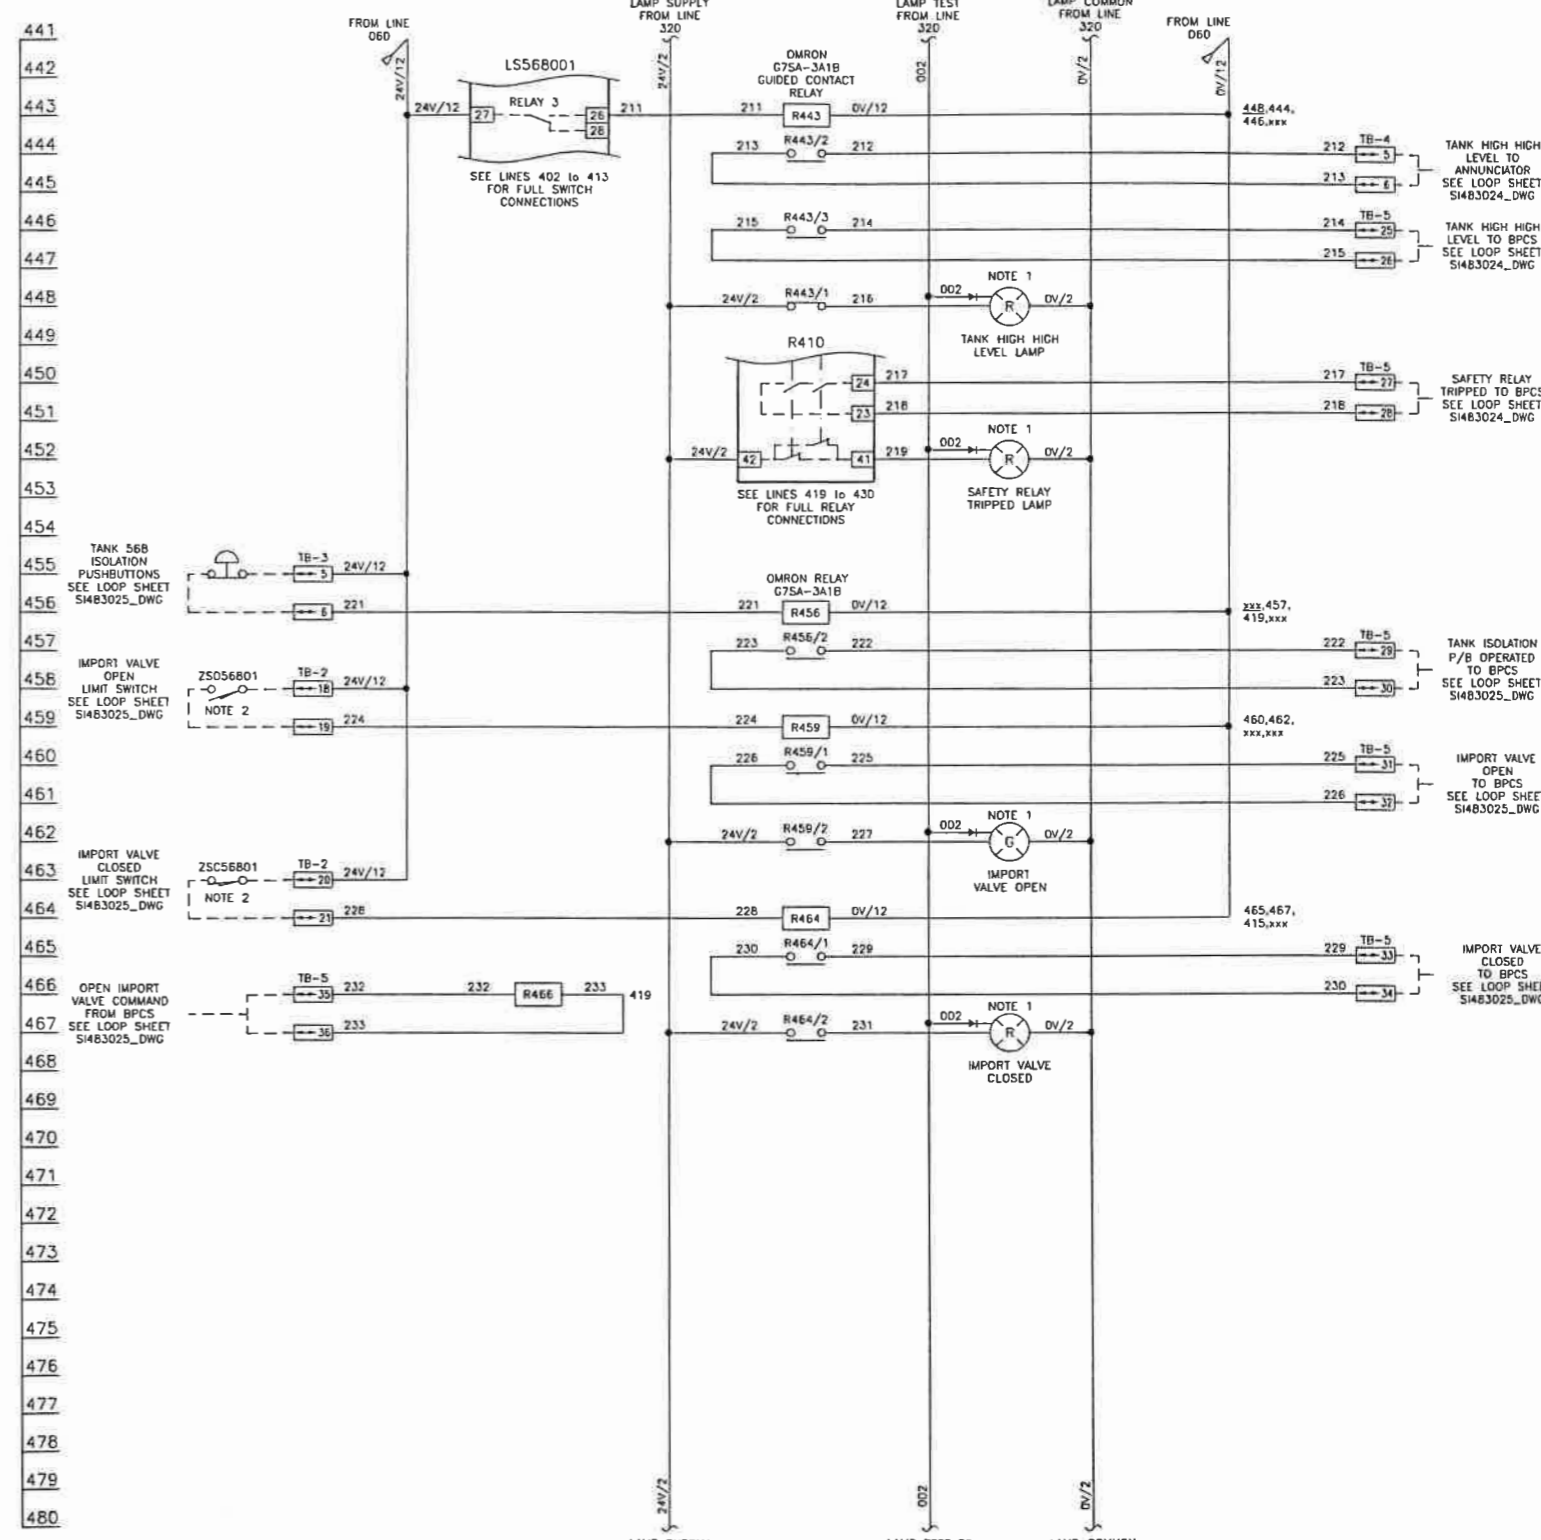 LAMP SUPPLY
FROM LINE
320
LAMP TEST
FROM LINE
320
LAMP COMMON
FROM LINE
320
FROM LINE
060
FROM LINE
060
441
442
443
444
445
446
447
448
449
450
451
452
453
454
455
456
457
458
459
460
461
462
463
464
465
466
467
468
469
470
471
472
473
474
475
476
477
478
479
480
24V/12
24V/2
002
0V/2
0V/12
LS568001
24V/12 27 RELAY 3 26 211
28
SEE LINES 402 to 413
FOR FULL SWITCH
CONNECTIONS
OMRON
G7SA-3A1B
GUIDED CONTACT
RELAY
211 R443 0V/12
448,444,
446,xxx
213 R443/2 212
212 TB-4 5
213 6
TANK HIGH HIGH
LEVEL TO
ANNUNCIATOR
SEE LOOP SHEET
SI483024_DWG
215 R443/3 214
214 TB-5 25
215 26
TANK HIGH HIGH
LEVEL TO BPCS
SEE LOOP SHEET
SI483024_DWG
24V/2 R443/1 216
NOTE 1
002 R 0V/2
TANK HIGH HIGH
LEVEL LAMP
R410
24 217
23 218
24V/2 42 41 219
SEE LINES 419 to 430
FOR FULL RELAY
CONNECTIONS
217 TB-5 27
218 28
SAFETY RELAY
TRIPPED TO BPCS
SEE LOOP SHEET
SI483024_DWG
NOTE 1
002 R 0V/2
SAFETY RELAY
TRIPPED LAMP
TANK 568
ISOLATION
PUSHBUTTONS
SEE LOOP SHEET
SI483025_DWG
TB-3
5 24V/12
6 221
OMRON RELAY
G7SA-3A1B
221 R456 0V/12
xxx,457,
419,xxx
223 R456/2 222
222 TB-5 29
223 30
TANK ISOLATION
P/B OPERATED
TO BPCS
SEE LOOP SHEET
SI483025_DWG
IMPORT VALVE
OPEN
LIMIT SWITCH
SEE LOOP SHEET
SI483025_DWG
ZSO56801
NOTE 2
TB-2
18 24V/12
19 224
224 R459 0V/12
460,462,
xxx,xxx
226 R459/1 225
225 TB-5 31
226 32
IMPORT VALVE
OPEN
TO BPCS
SEE LOOP SHEE
SI483025_DWG
24V/2 R459/2 227
NOTE 1
002 G 0V/2
IMPORT
VALVE OPEN
IMPORT VALVE
CLOSED
LIMIT SWITCH
SEE LOOP SHEET
SI483025_DWG
ZSC56801
NOTE 2
TB-2
20 24V/12
21 228
228 R464 0V/12
465,467,
415,xxx
230 R464/1 229
229 TB-5 33
230 34
IMPORT VALVE
CLOSED
TO BPCS
SEE LOOP SHEE
SI483025_DWG
OPEN IMPORT
VALVE COMMAND
FROM BPCS
SEE LOOP SHEET
SI483025_DWG
TB-5
35 232
36 233
232 R466 233
419
24V/2 R464/2 231
NOTE 1
002 R 0V/2
IMPORT VALVE
CLOSED
24V/2
002
0V/2